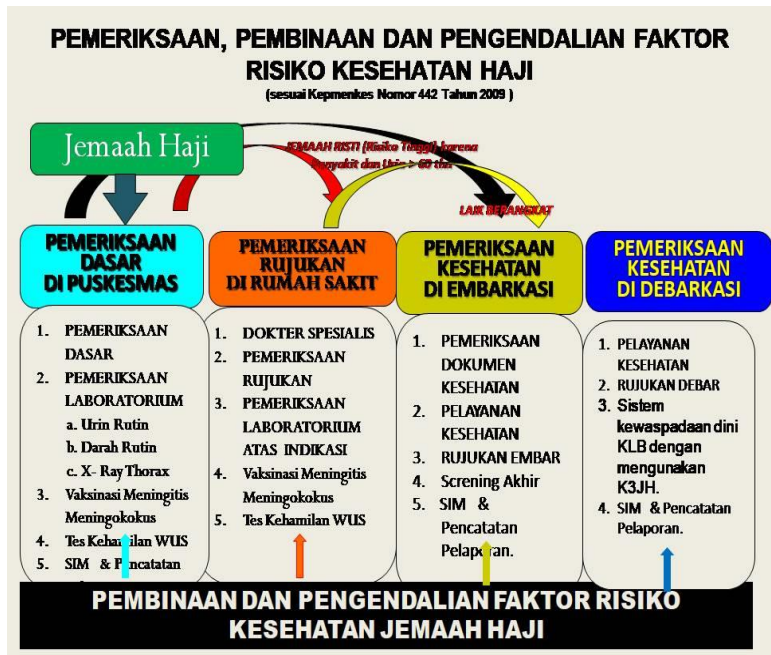 PEMERIKSAAN, PEMBINAAN DAN PENGENDALIAN FAKTOR
RISIKO KESEHATAN HAJI
(sesuai Kepmenkes Nomor 442 Tahun 2009 )
Jemaah Haji
JEMAAH RISTI (Risiko Tinggi) karena
Penyakit dan Usia > 60 thn
LAIK BERANGKAT
PEMERIKSAAN
DASAR
DI PUSKESMAS
1. PEMERIKSAAN
DASAR
2. PEMERIKSAAN
LABORATORIUM
a. Urin Rutin
b. Darah Rutin
c. X- Ray Thorax
3. Vaksinasi Meningitis
Meningokokus
4. Tes Kehamilan WUS
5. SIM & Pencatatan
PEMERIKSAAN
RUJUKAN
DI RUMAH SAKIT
1. DOKTER SPESIALIS
2. PEMERIKSAAN
RUJUKAN
3. PEMERIKSAAN
LABORATORIUM
ATAS INDIKASI
4. Vaksinasi Meningitis
Meningokokus
5. Tes Kehamilan WUS
PEMERIKSAAN
KESEHATAN
DI EMBARKASI
1. PEMERIKSAAN
DOKUMEN
KESEHATAN
2. PELAYANAN
KESEHATAN
3. RUJUKAN EMBAR
4. Screning Akhir
5. SIM &
Pencatatan
Pelaporan.
PEMERIKSAAN
KESEHATAN
DI DEBARKASI
1. PELAYANAN
KESEHATAN
2. RUJUKAN DEBAR
3. Sistem
kewaspadaan dini
KLB dengan
mengunakan
K3JH.
4. SIM & Pencatatan
Pelaporan.
PEMBINAAN DAN PENGENDALIAN FAKTOR RISIKO
KESEHATAN JEMAAH HAJI